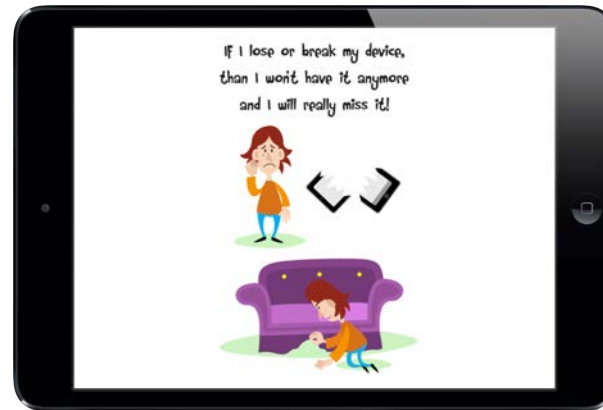 If I lose or break my device,
than I won't have it anymore
and I will really miss it!